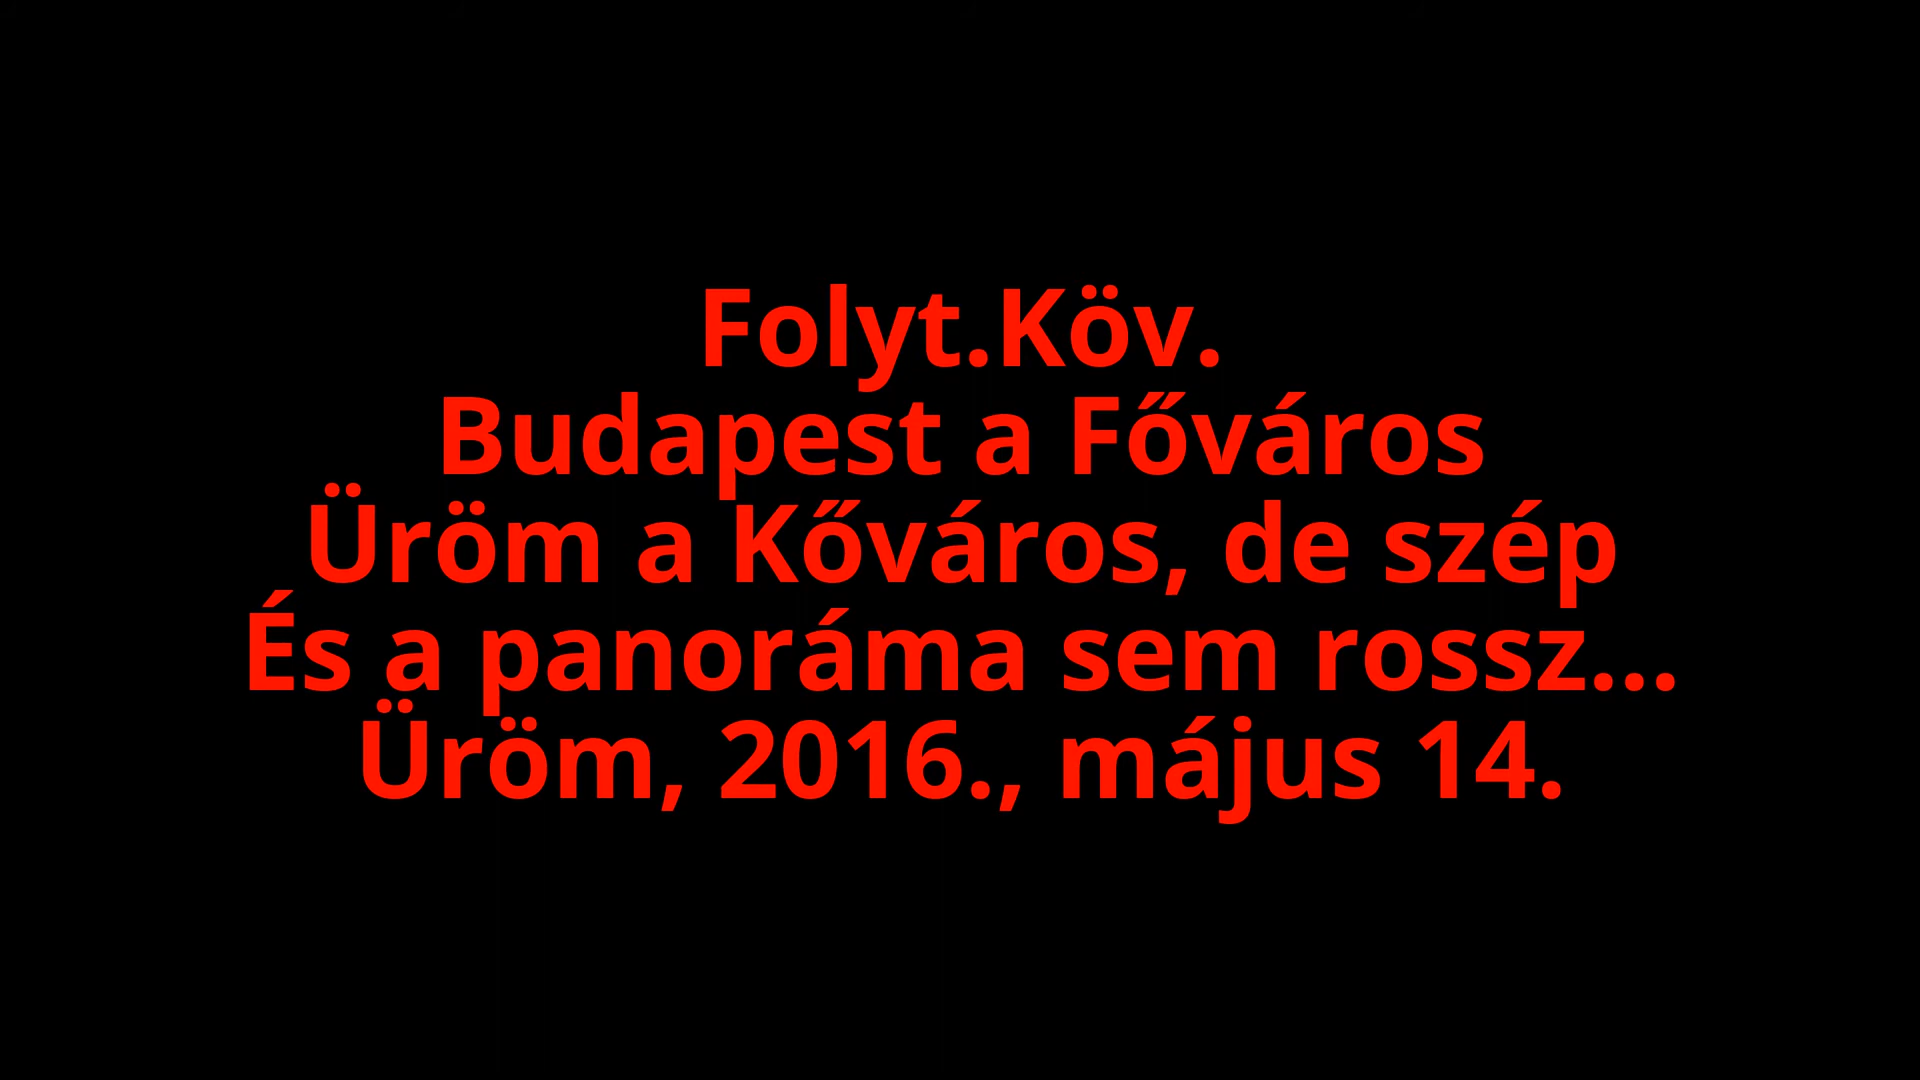 Folyt.Köv.
Budapest a Főváros
Üröm a Kőváros, de szép
És a panoráma sem rossz...
Üröm, 2016., május 14.